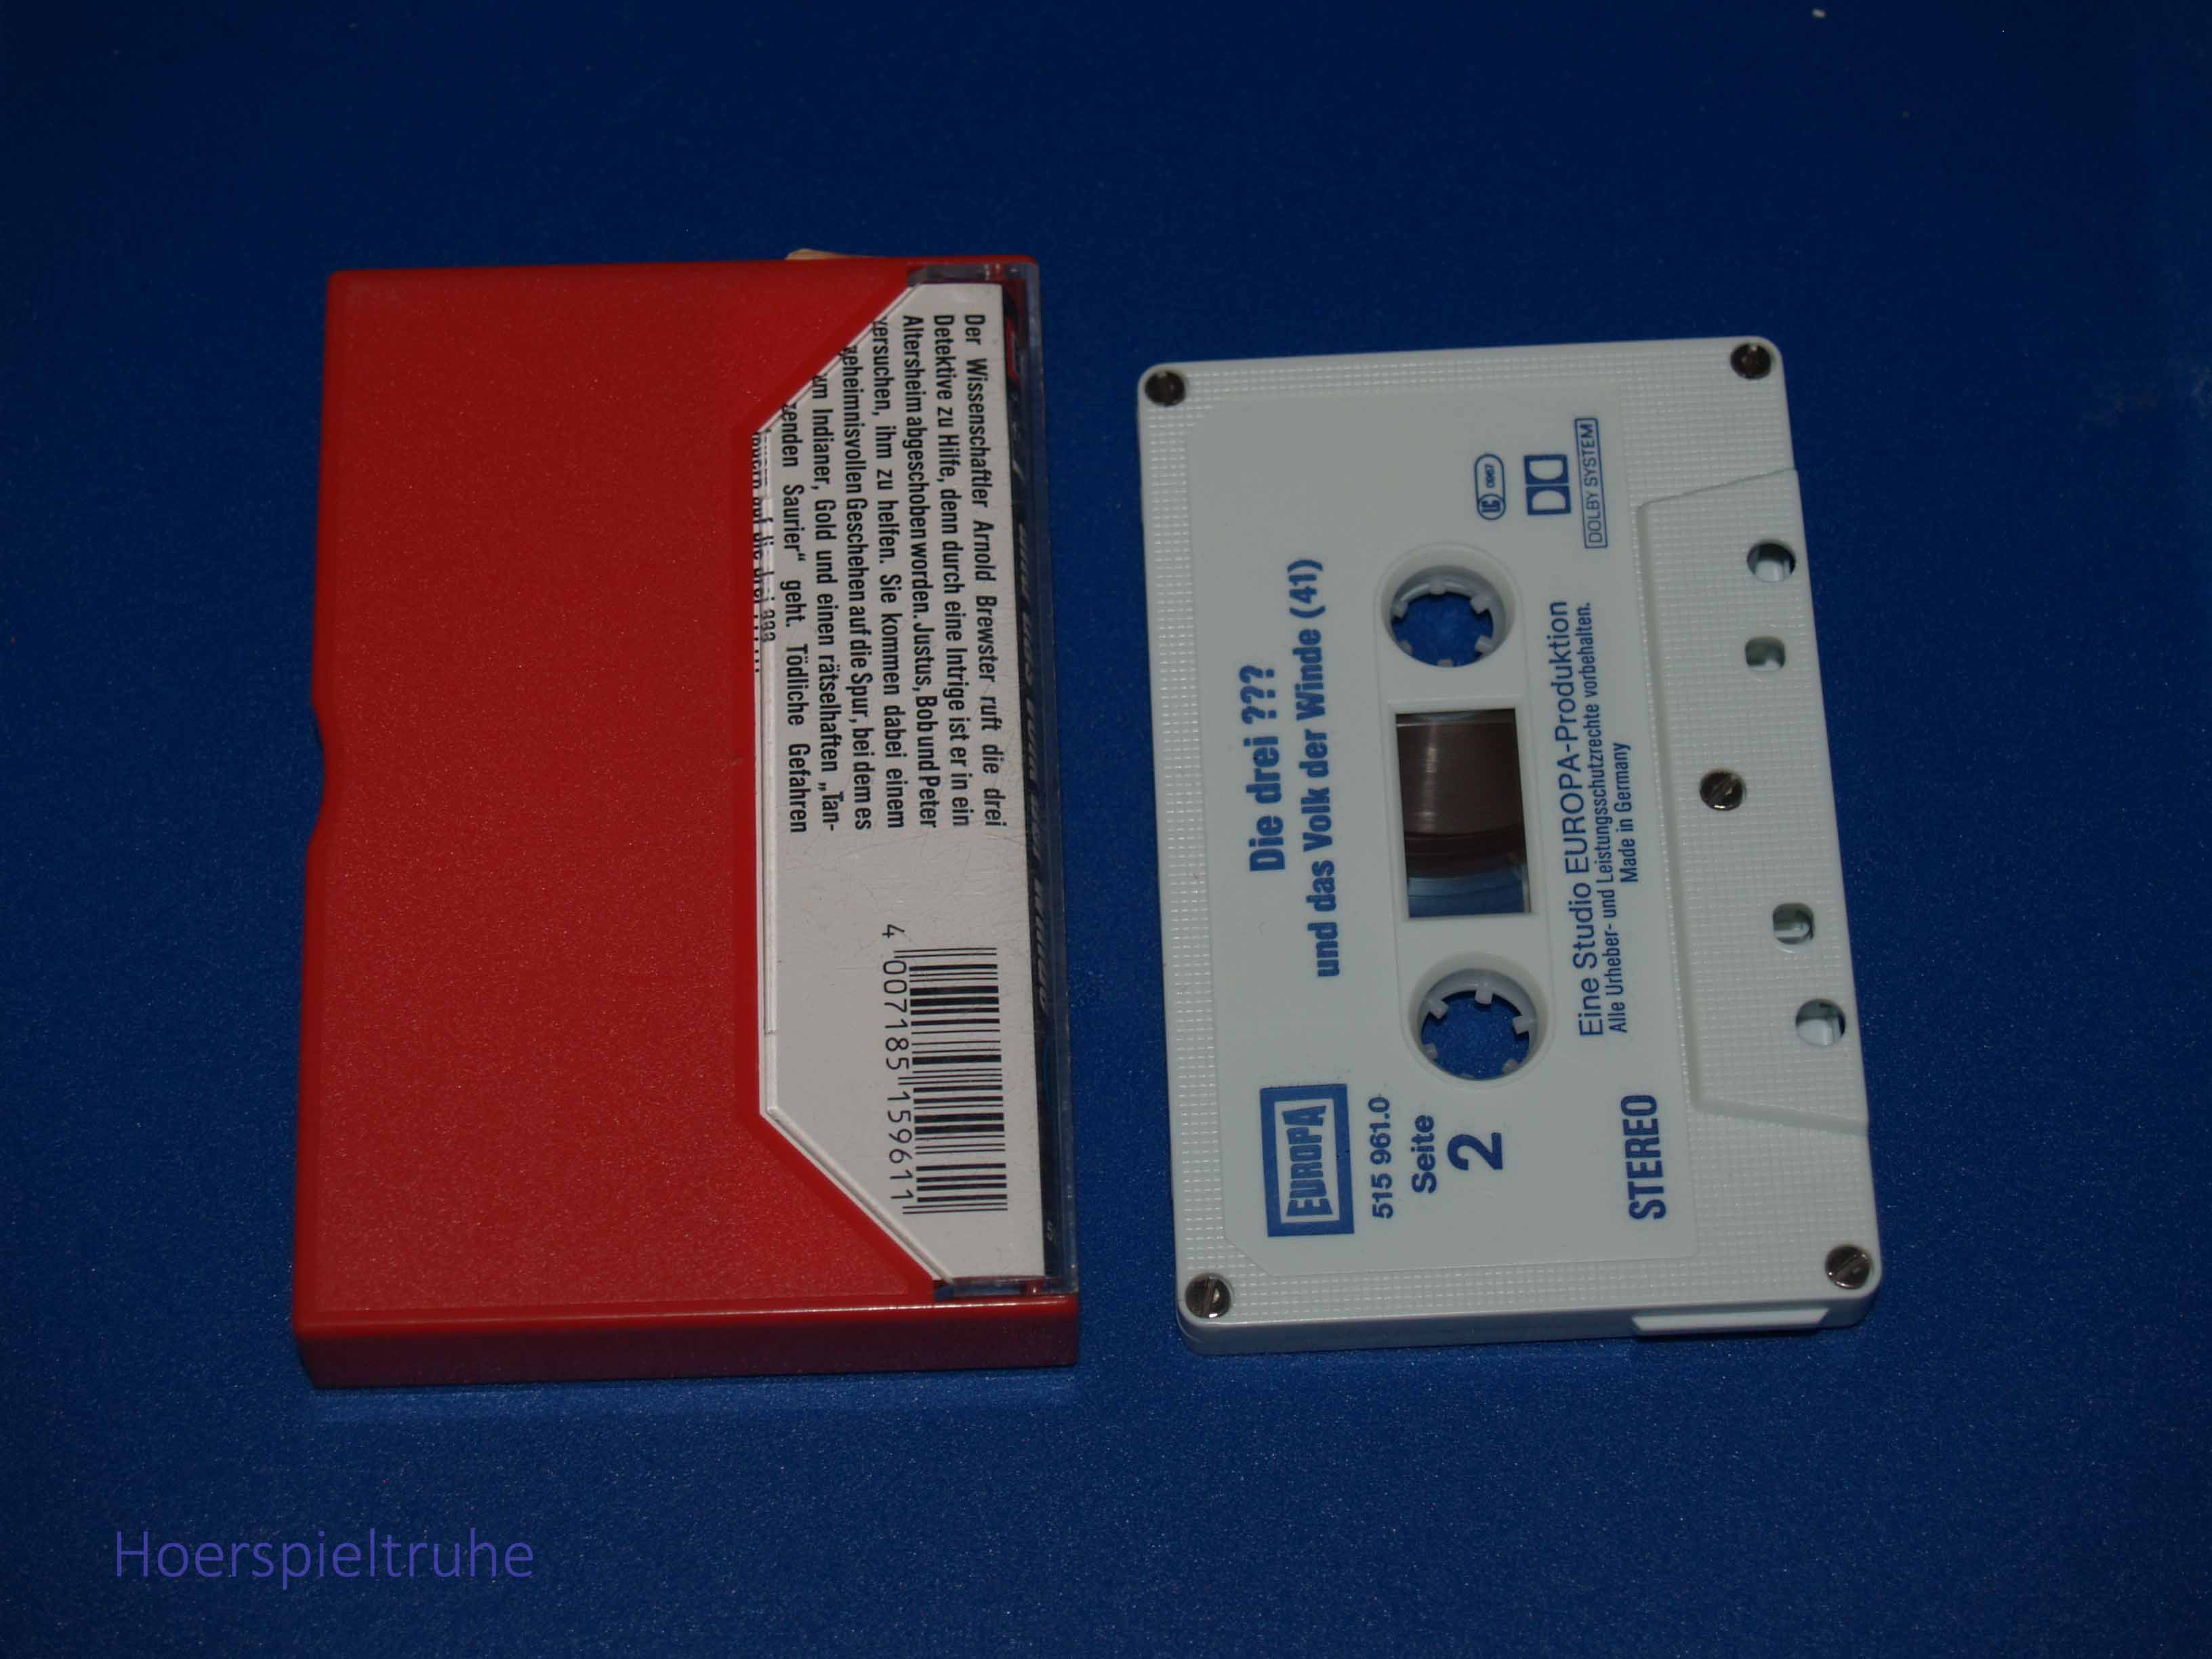 Der Wissenschaftler Arnold Brewster ruft die drei
Detektive zu Hilfe, denn durch eine Intrige ist er in ein
Altersheim abgeschoben worden. Justus, Bob und Peter
versuchen, ihm zu helfen. Sie kommen dabei einem
geheimnisvollen Geschehen auf die Spur, bei dem es
um Indianer, Gold und einen rätselhaften „Tan-
zenden Saurier“ geht. Tödliche Gefahren
4 007185 159611
Die drei ???
und das Volk der Winde (41)
EUROPA
515 961.0
Seite
2
STEREO
LC 0967
DOLBY SYSTEM
Eine Studio EUROPA-Produktion
Alle Urheber- und Leistungsschutzrechte vorbehalten.
Made in Germany
Hoerspieltruhe